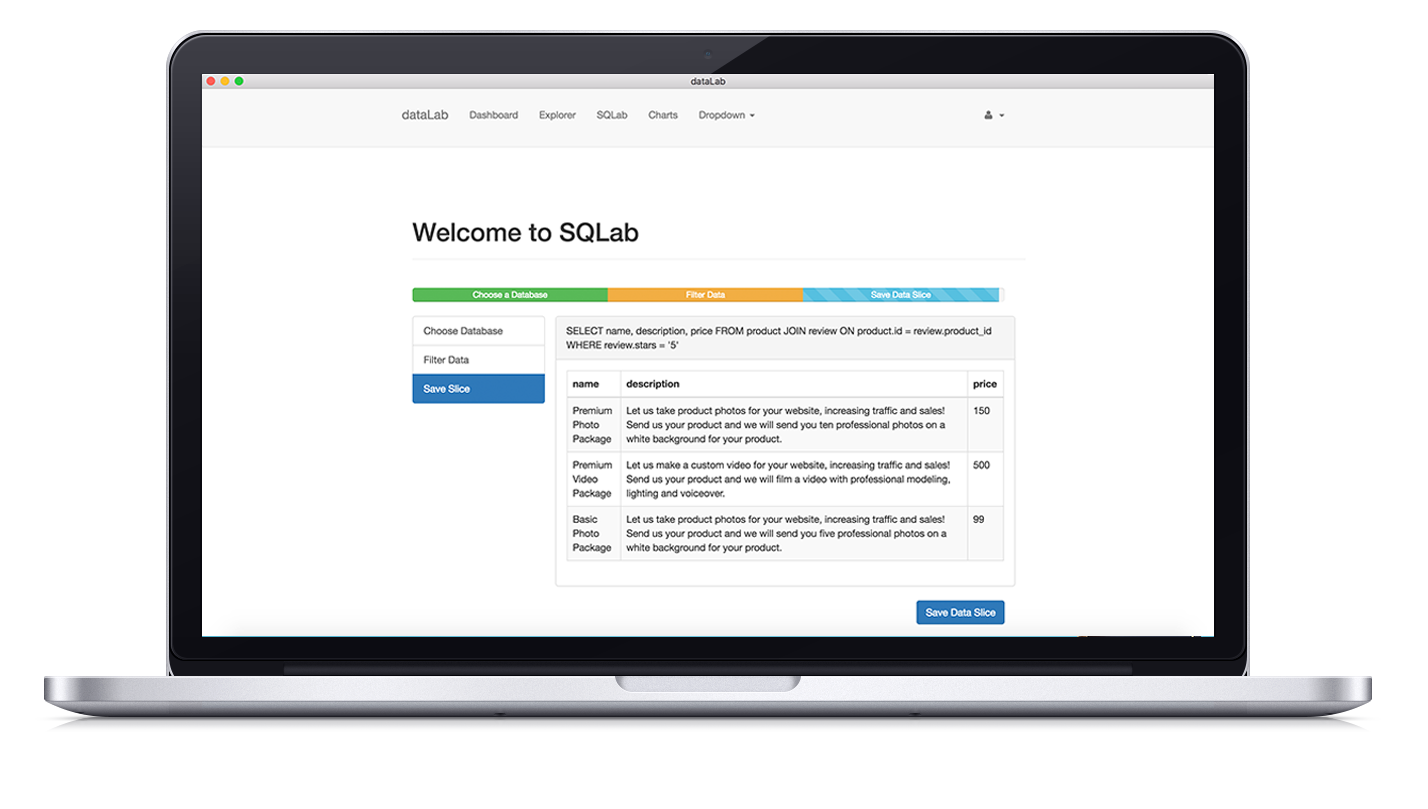 dataLab
dataLab Dashboard Explorer SQLab Charts Dropdown
Welcome to SQLab
Choose a Database Filter Data Save Data Slice
Choose Database
Filter Data
Save Slice
SELECT name, description, price FROM product JOIN review ON product.id = review.product_id
WHERE review.stars = '5'
name description price
Premium Let us take product photos for your website, increasing traffic and sales! 150
Photo Send us your product and we will send you ten professional photos on a
Package white background for your product.
Premium Let us make a custom video for your website, increasing traffic and sales! 500
Video Send us your product and we will film a video with professional modeling,
Package lighting and voiceover.
Basic Let us take product photos for your website, increasing traffic and sales! 99
Photo Send us your product and we will send you five professional photos on a
Package white background for your product.
Save Data Slice